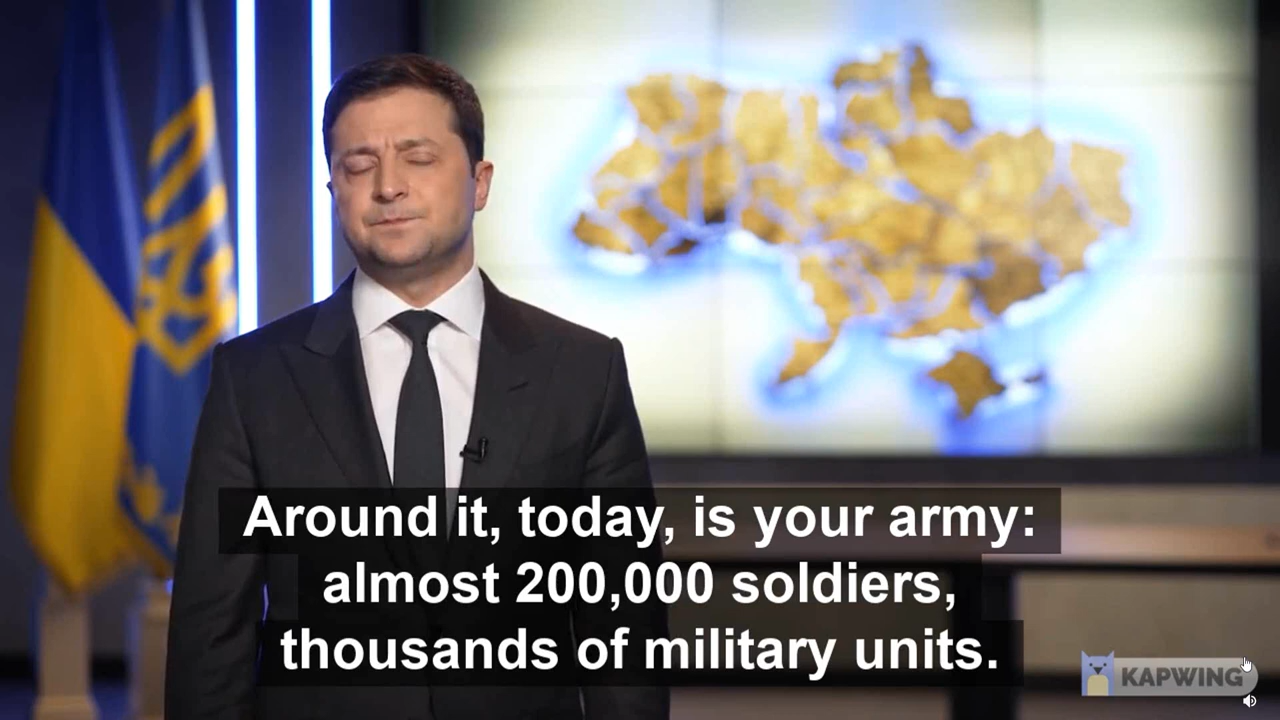 Around it, today, is your army:
almost 200,000 soldiers,
thousands of military units.
KAPWING